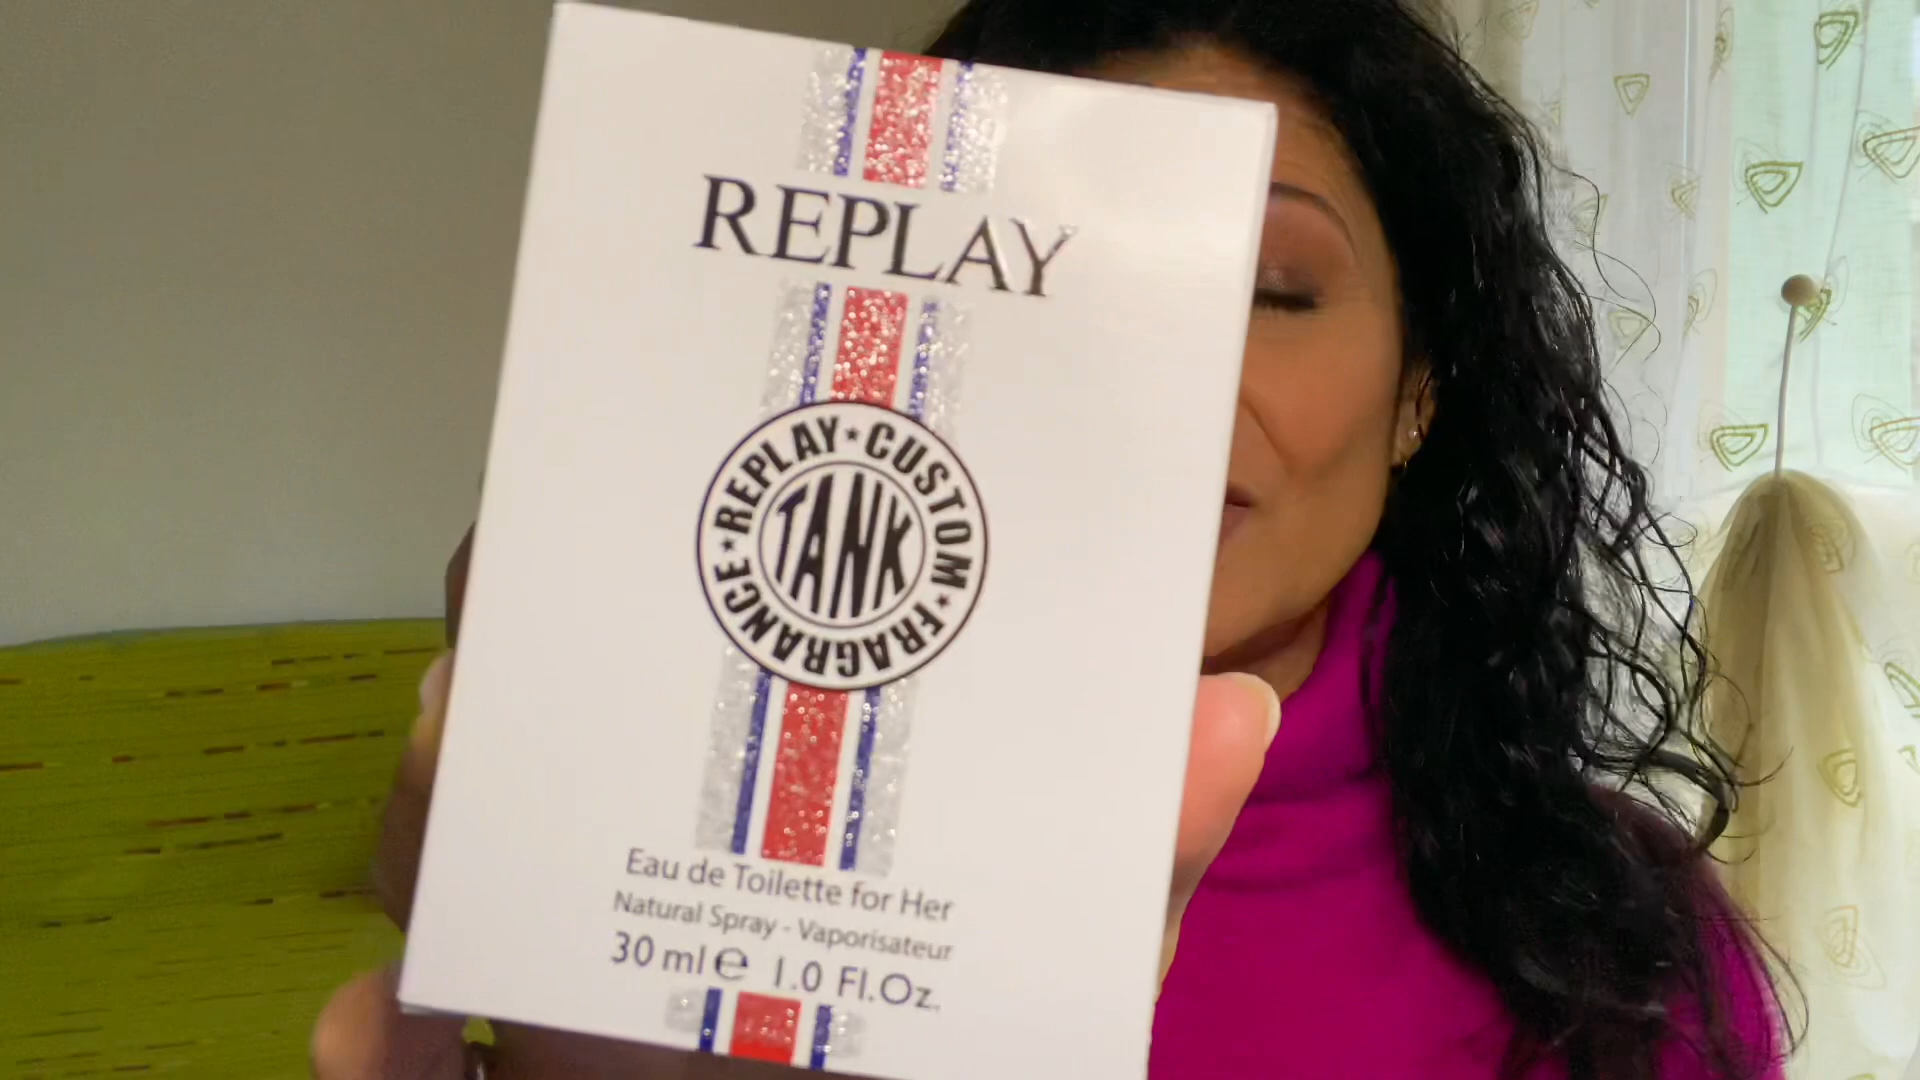 REPLAY
REPLAY★CUSTOM★FRAGRANCE★
TANK
Eau de Toilette for Her
Natural Spray - Vaporisateur
30 ml ℮ 1.0 Fl.Oz.